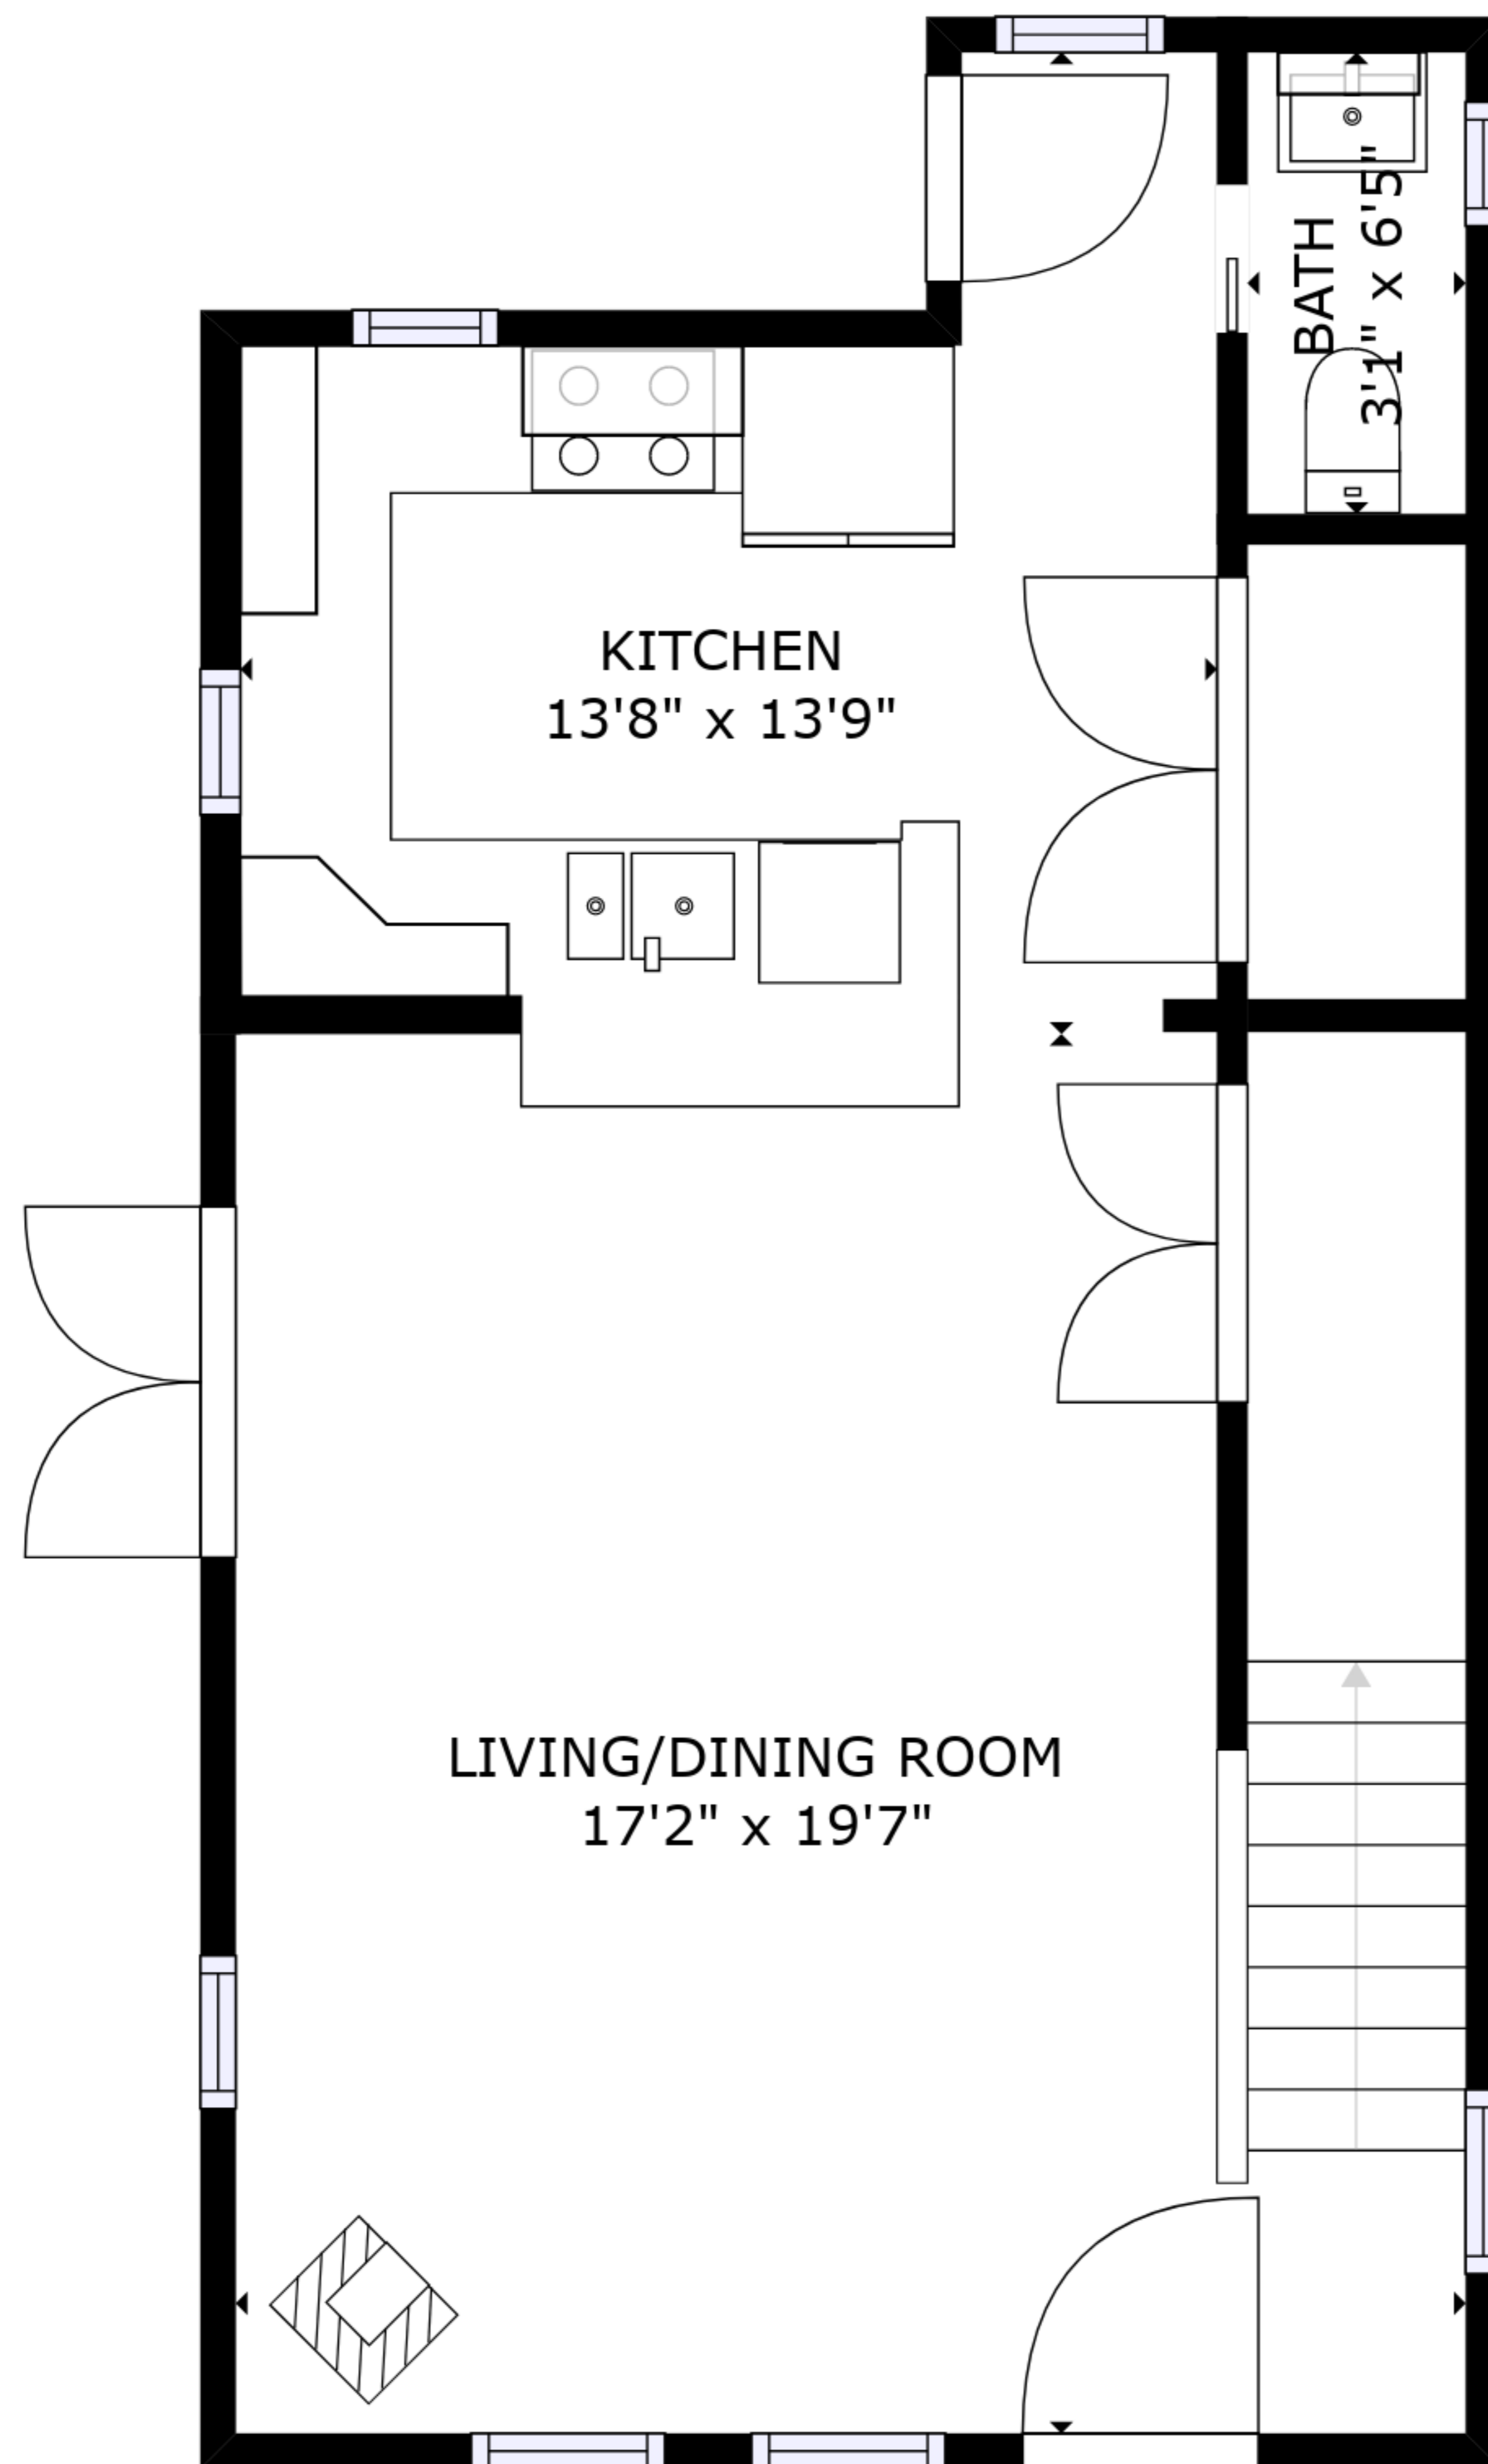 BATH
3'1" x 6'5"
KITCHEN
13'8" x 13'9"
LIVING/DINING ROOM
17'2" x 19'7"